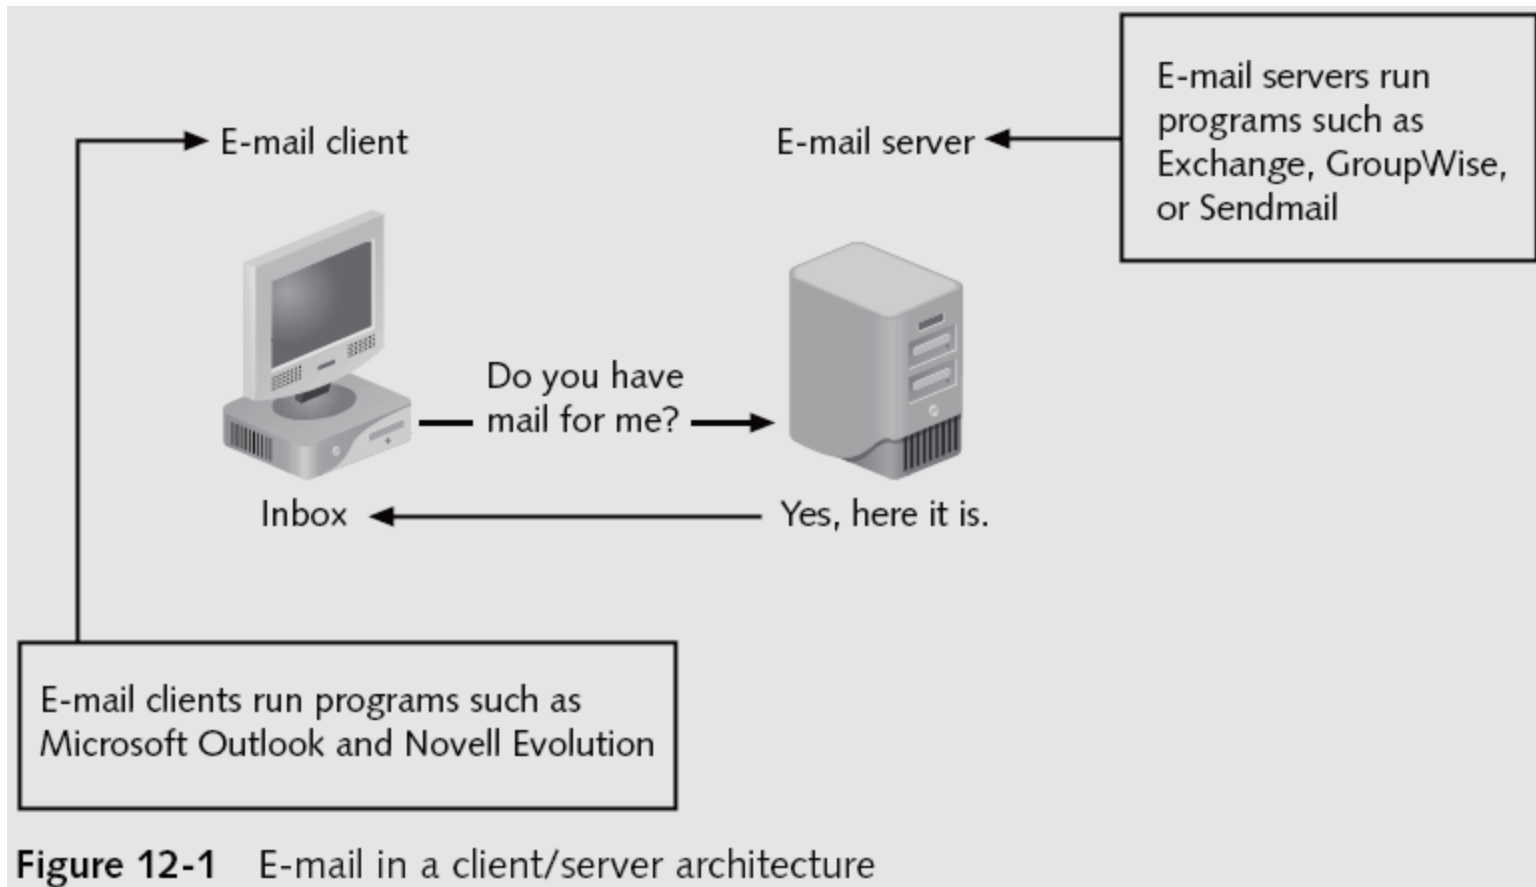 E-mail servers run
programs such as
Exchange, GroupWise,
or Sendmail
E-mail client
E-mail server
Do you have
mail for me?
Inbox
Yes, here it is.
E-mail clients run programs such as
Microsoft Outlook and Novell Evolution
Figure 12-1 E-mail in a client/server architecture